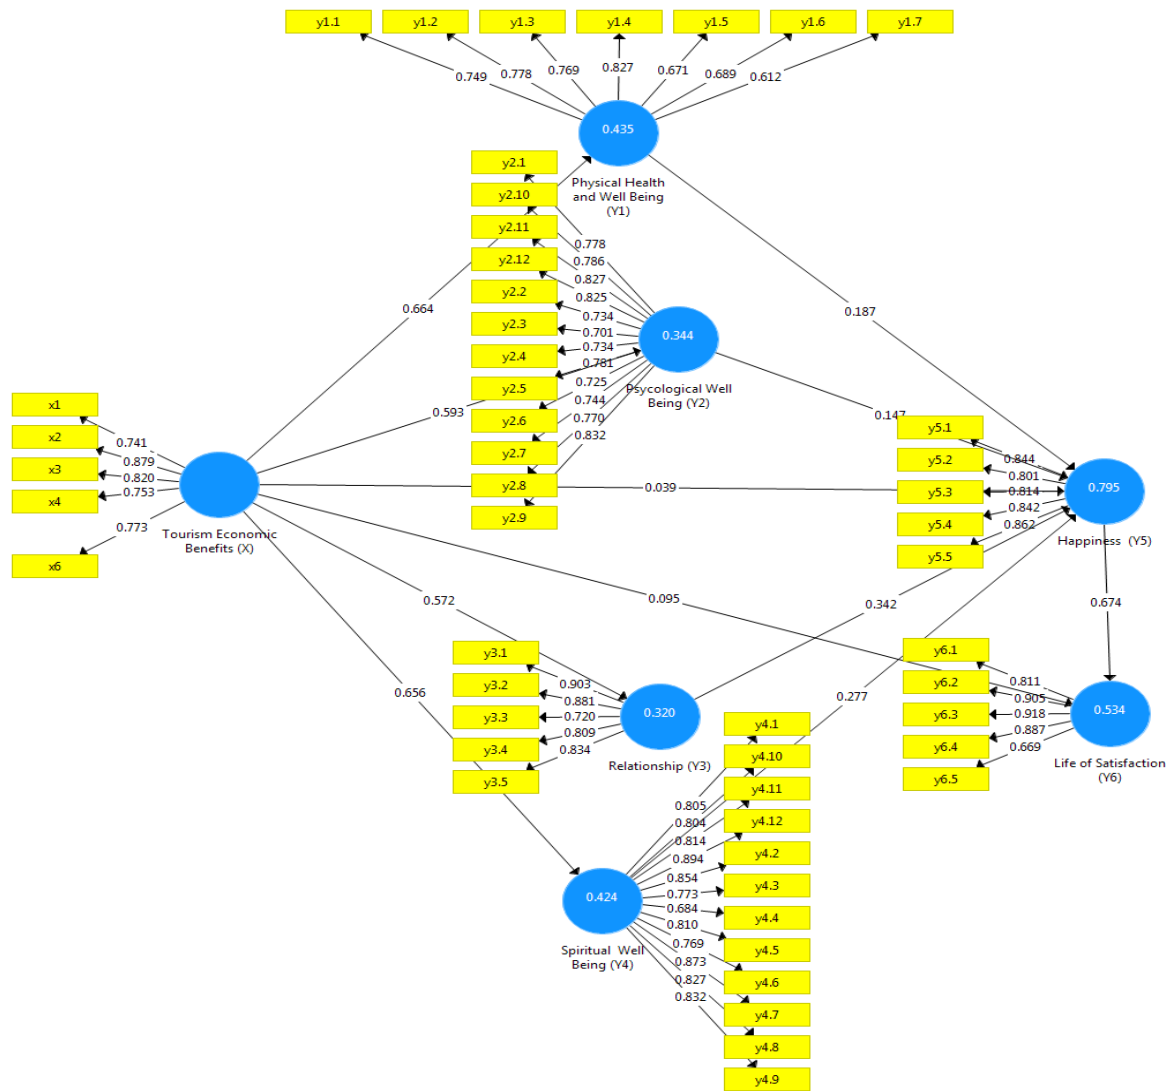 y1.1 y1.2 y1.3 y1.4 y1.5 y1.6 y1.7
0.749 0.778 0.769 0.827 0.671 0.689 0.612
0.435
Physical Health
and Well Being
(Y1)
y2.1
y2.10
y2.11
y2.12
y2.2
y2.3
y2.4
y2.5
y2.6
y2.7
y2.8
y2.9
0.778
0.786
0.827
0.825
0.734
0.701
0.734
0.781
0.725
0.744
0.770
0.832
0.344
Psycological Well
Being (Y2)
0.664
0.187
0.593
0.147
x1
x2
x3
x4
x6
0.741
0.879
0.820
0.753
0.773
Tourism Economic
Benefits (X)
0.039
y5.1
y5.2
y5.3
y5.4
y5.5
0.844
0.801
0.814
0.842
0.862
0.795
Happiness (Y5)
0.572
0.095
0.342
0.674
0.656
0.277
y3.1
y3.2
y3.3
y3.4
y3.5
0.903
0.881
0.720
0.809
0.834
0.320
Relationship (Y3)
y6.1
y6.2
y6.3
y6.4
y6.5
0.811
0.905
0.918
0.887
0.669
0.534
Life of Satisfaction
(Y6)
y4.1
y4.10
y4.11
y4.12
y4.2
y4.3
y4.4
y4.5
y4.6
y4.7
y4.8
y4.9
0.805
0.804
0.814
0.894
0.854
0.773
0.684
0.810
0.769
0.873
0.827
0.832
0.424
Spiritual Well
Being (Y4)